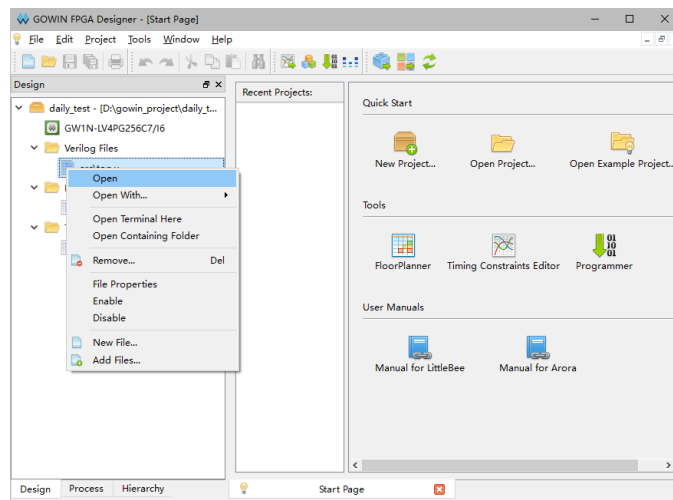 GOWIN FPGA Designer - [Start Page]
File Edit Project Tools Window Help
Design
daily_test - [D:\gowin_project\daily_t...
GW1N-LV4PG256C7/I6
Verilog Files
Open
Open With...
Open Terminal Here
Open Containing Folder
Remove... Del
File Properties
Enable
Disable
New File...
Add Files...
Design Process Hierarchy
Recent Projects:
Quick Start
New Project... Open Project... Open Example Project...
Tools
FloorPlanner Timing Constraints Editor Programmer
User Manuals
Manual for LittleBee Manual for Arora
Start Page